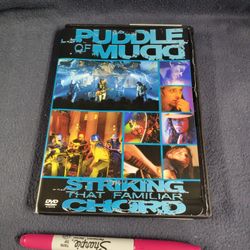 PUDDLE
OF MUDD
STRIKING
THAT FAMILIAR
CHORD
DVD
Sharpie